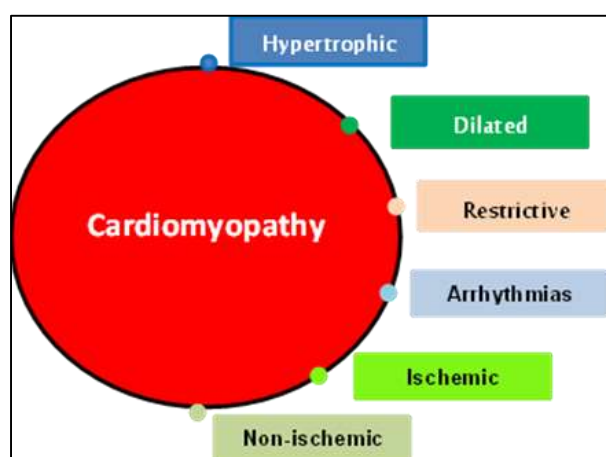 Hypertrophic
Dilated
Restrictive
Cardiomyopathy
Arrhythmias
Ischemic
Non-ischemic